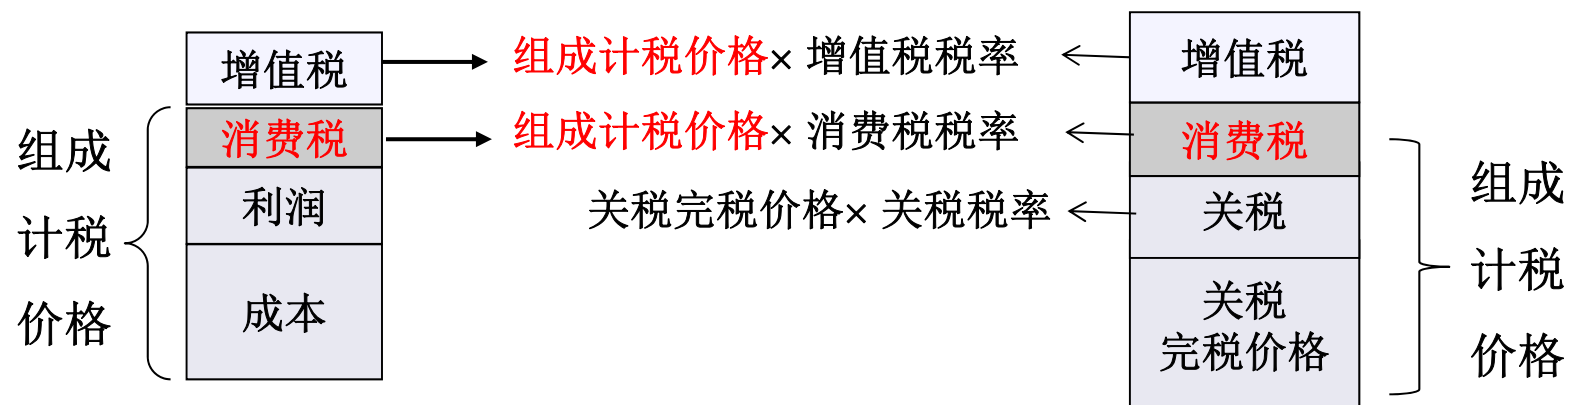 组成
计税
价格
增值税
消费税
利润
成本
组成计税价格× 增值税税率
组成计税价格× 消费税税率
关税完税价格× 关税税率
增值税
消费税
关税
关税
完税价格
组成
计税
价格